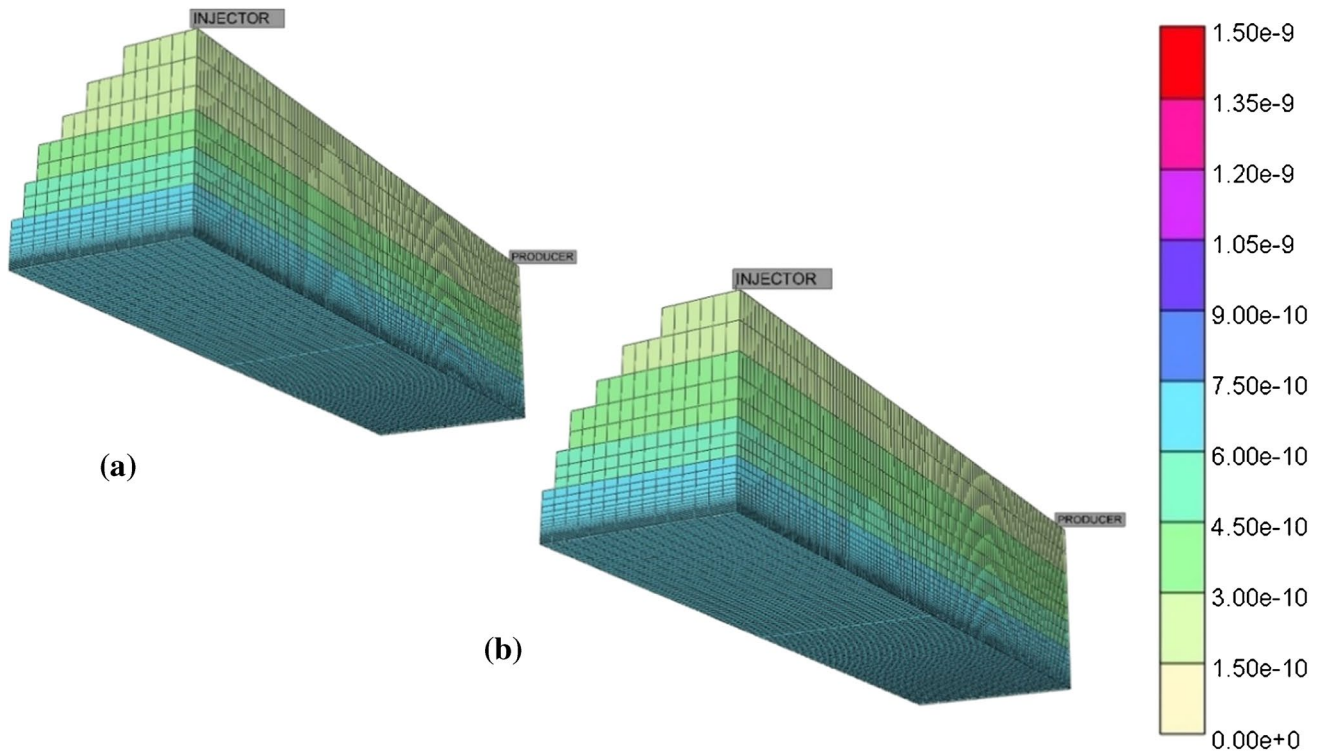 INJECTOR
PRODUCER
(a)
INJECTOR
PRODUCER
(b)
1.50e-9
1.35e-9
1.20e-9
1.05e-9
9.00e-10
7.50e-10
6.00e-10
4.50e-10
3.00e-10
1.50e-10
0.00e+0